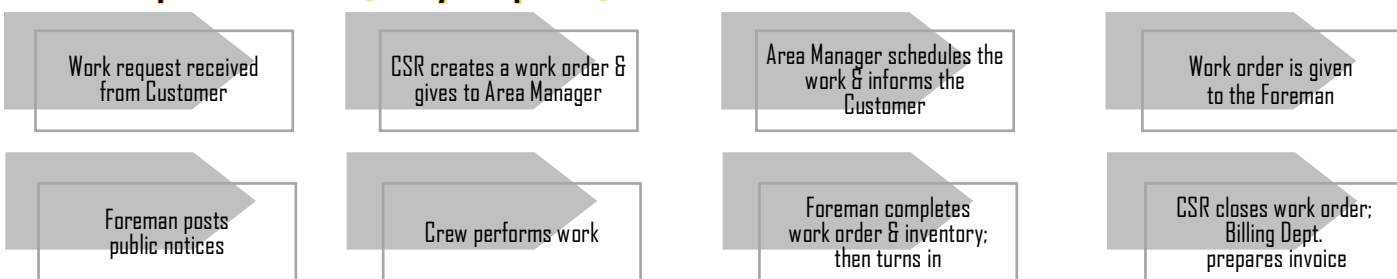 Work request received
from Customer
CSR creates a work order &
gives to Area Manager
Area Manager schedules the
work & informs the
Customer
Work order is given
to the Foreman
Foreman posts
public notices
Crew performs work
Foreman completes
work order & inventory;
then turns in
CSR closes work order;
Billing Dept.
prepares invoice